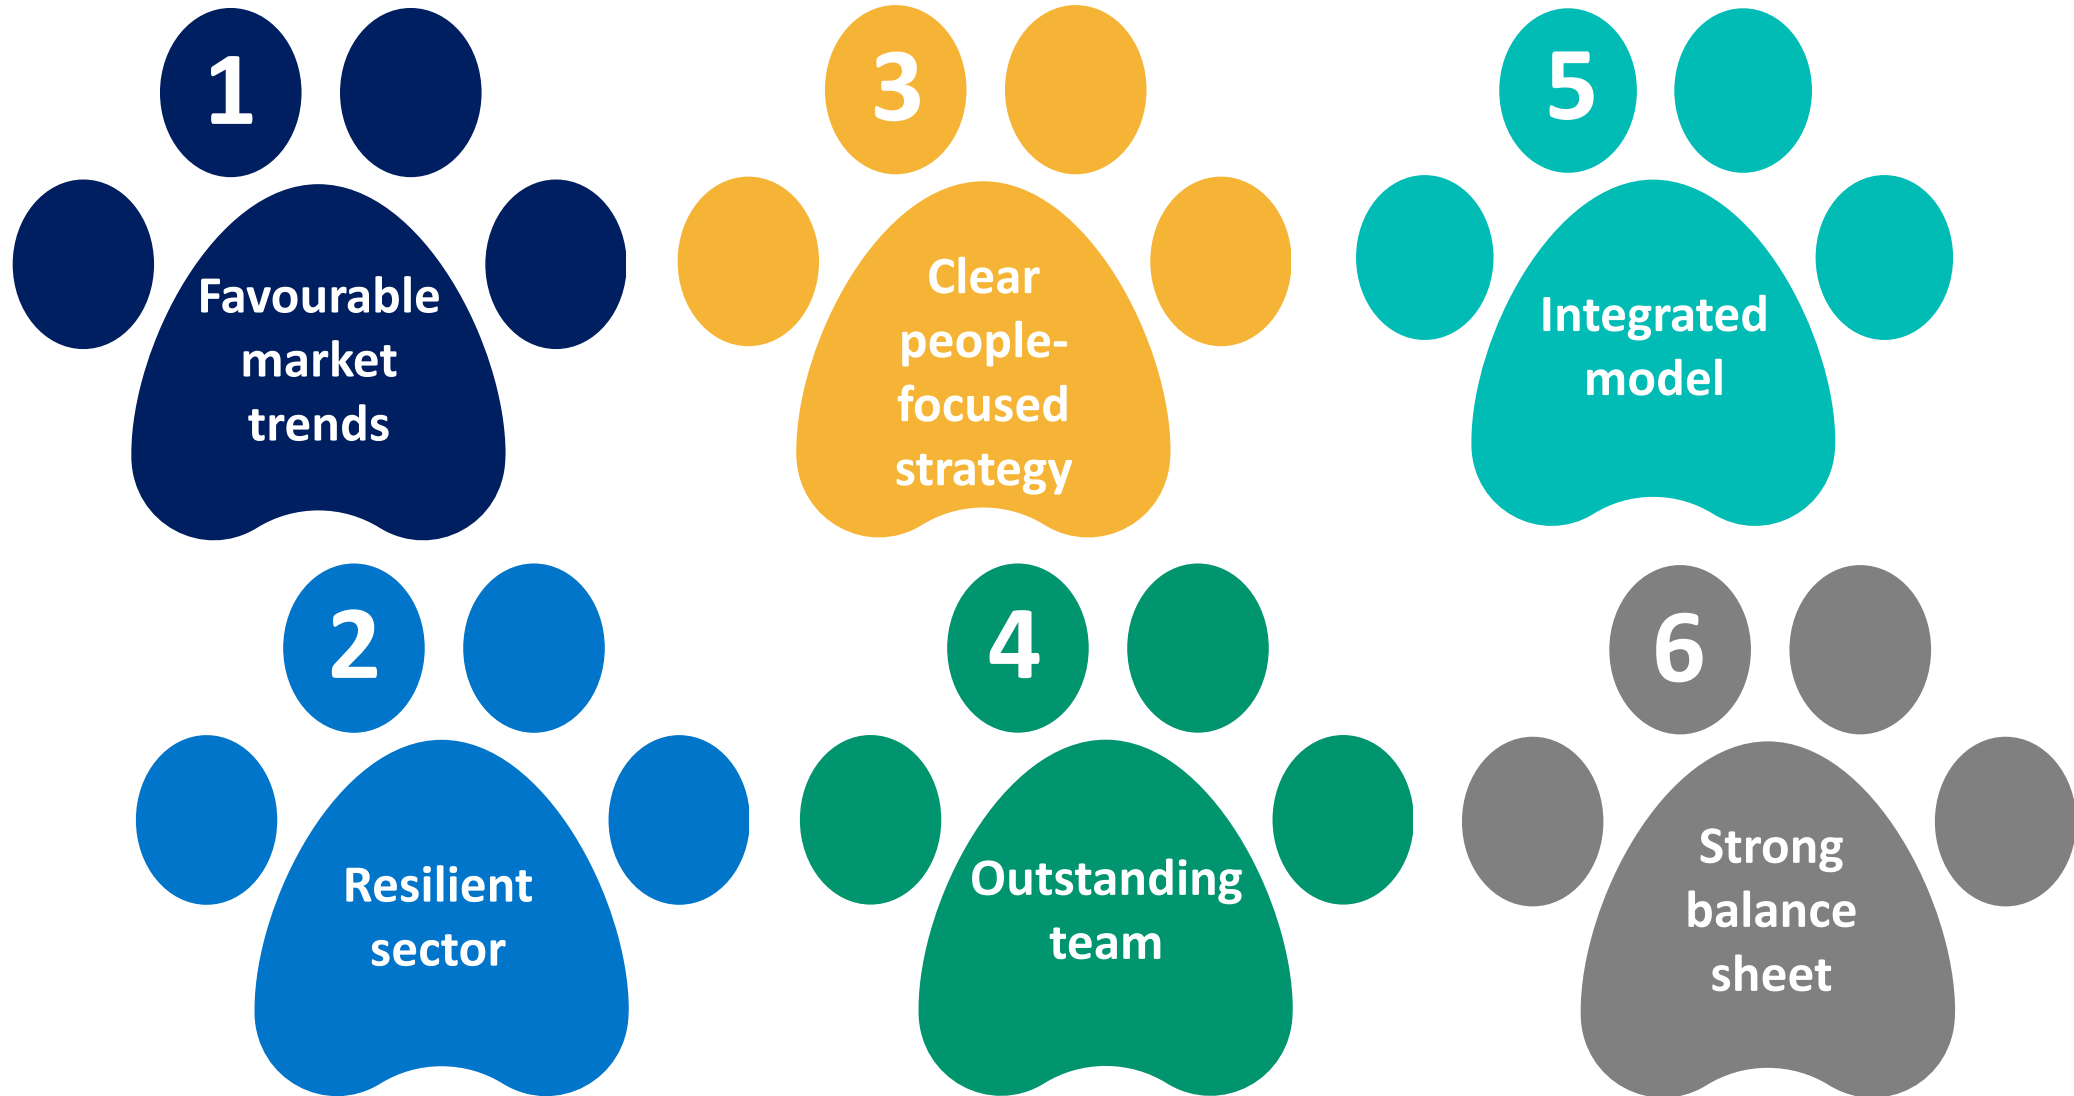 1
Favourable
market
trends
2
Resilient
sector
3
Clear
people-
focused
strategy
4
Outstanding
team
5
Integrated
model
6
Strong
balance
sheet